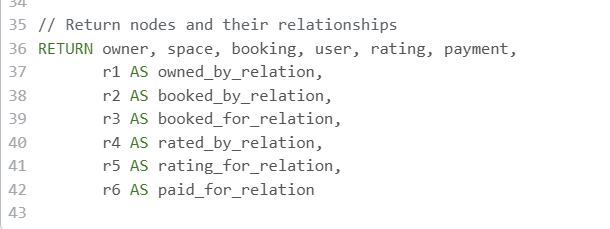 34
35 // Return nodes and their relationships
36 RETURN owner, space, booking, user, rating, payment,
37 r1 AS owned_by_relation,
38 r2 AS booked_by_relation,
39 r3 AS booked_for_relation,
40 r4 AS rated_by_relation,
41 r5 AS rating_for_relation,
42 r6 AS paid_for_relation
43